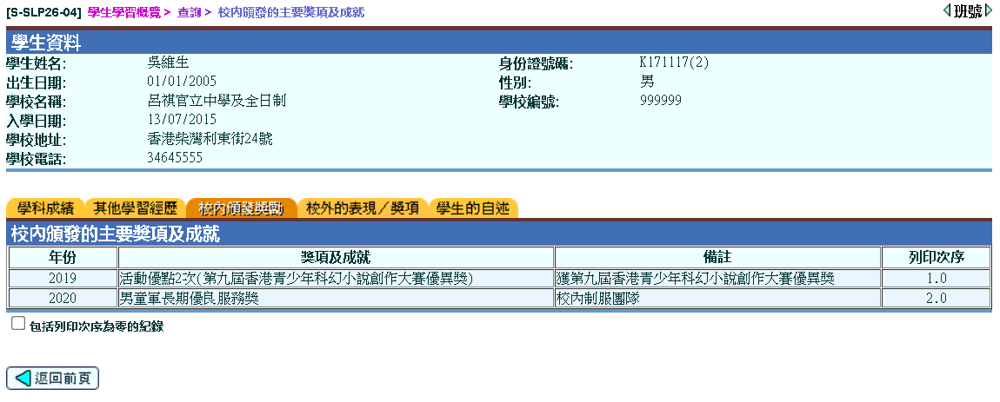 [S-SLP26-04] 學生學習概覽 > 查詢 > 校內頒發的主要獎項及成就 班號
學生資料
學生姓名: 吳維生 身份證號碼: K171117(2)
出生日期: 01/01/2005 性別: 男
學校名稱: 呂祺官立中學及全日制 學校編號: 999999
入學日期: 13/07/2015
學校地址: 香港柴灣利東街24號
學校電話: 34645555
學科成績 其他學習經歷 校內頒發獎勵 校外的表現／獎項 學生的自述
校內頒發的主要獎項及成就
年份 獎項及成就 備註 列印次序
2019 活動優點2次(第九屆香港青少年科幻小說創作大賽優異獎) 獲第九屆香港青少年科幻小說創作大賽優異獎 1.0
2020 男童軍長期優良服務獎 校內制服團隊 2.0
包括列印次序為零的紀錄
返回前頁